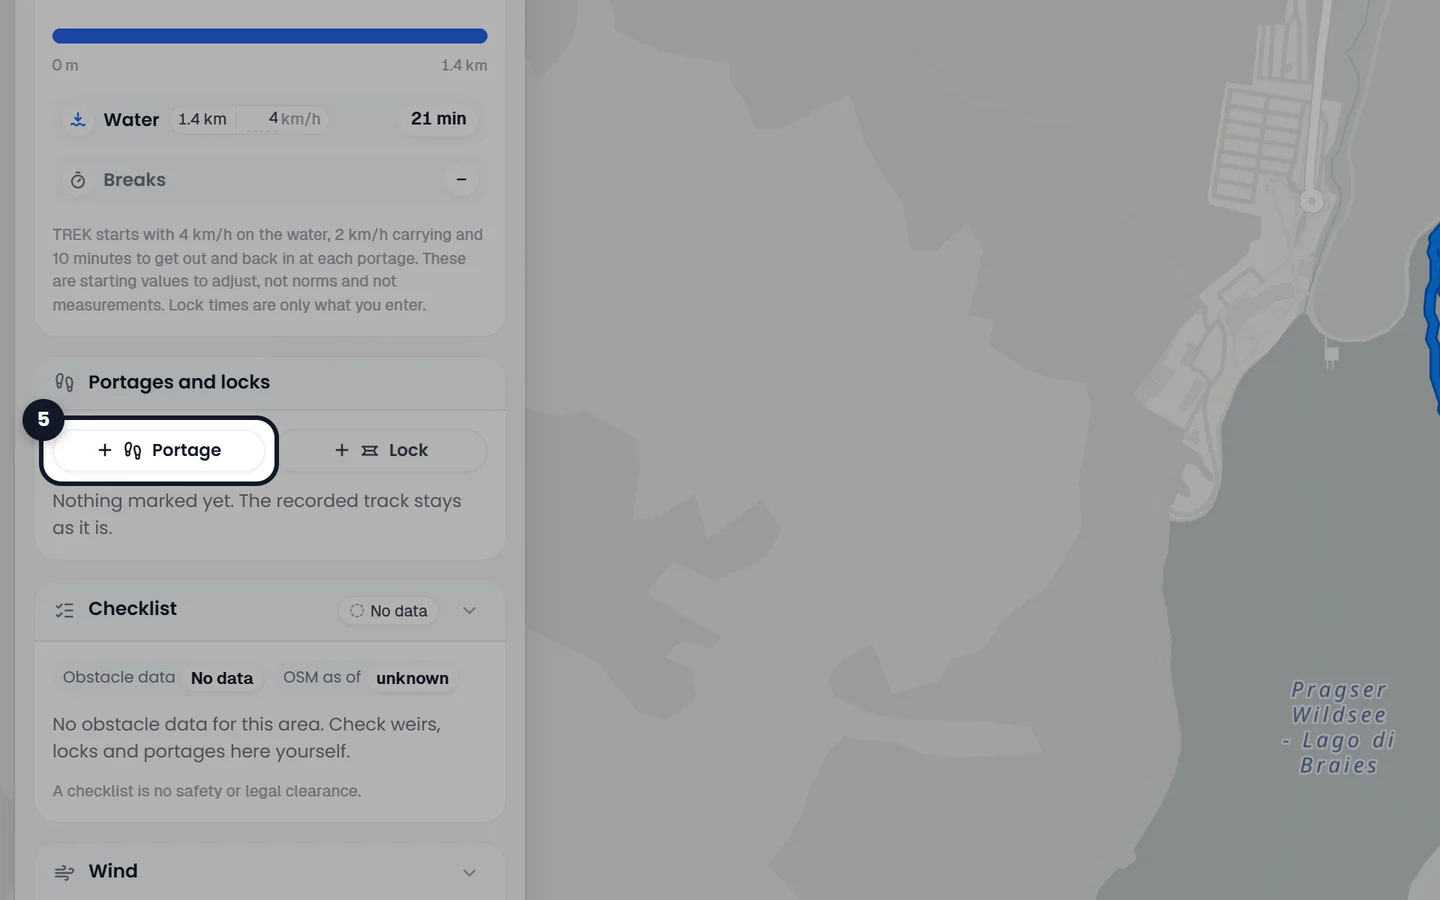 0 m
1.4 km
Water 1.4 km 4 km/h 21 min
Breaks –
TREK starts with 4 km/h on the water, 2 km/h carrying and
10 minutes to get out and back in at each portage. These
are starting values to adjust, not norms and not
measurements. Lock times are only what you enter.
Portages and locks
5
+ Portage
+ Lock
Nothing marked yet. The recorded track stays
as it is.
Checklist No data
Obstacle data No data OSM as of unknown
No obstacle data for this area. Check weirs,
locks and portages here yourself.
A checklist is no safety or legal clearance.
Wind
Pragser
Wildsee
- Lago di
Braies